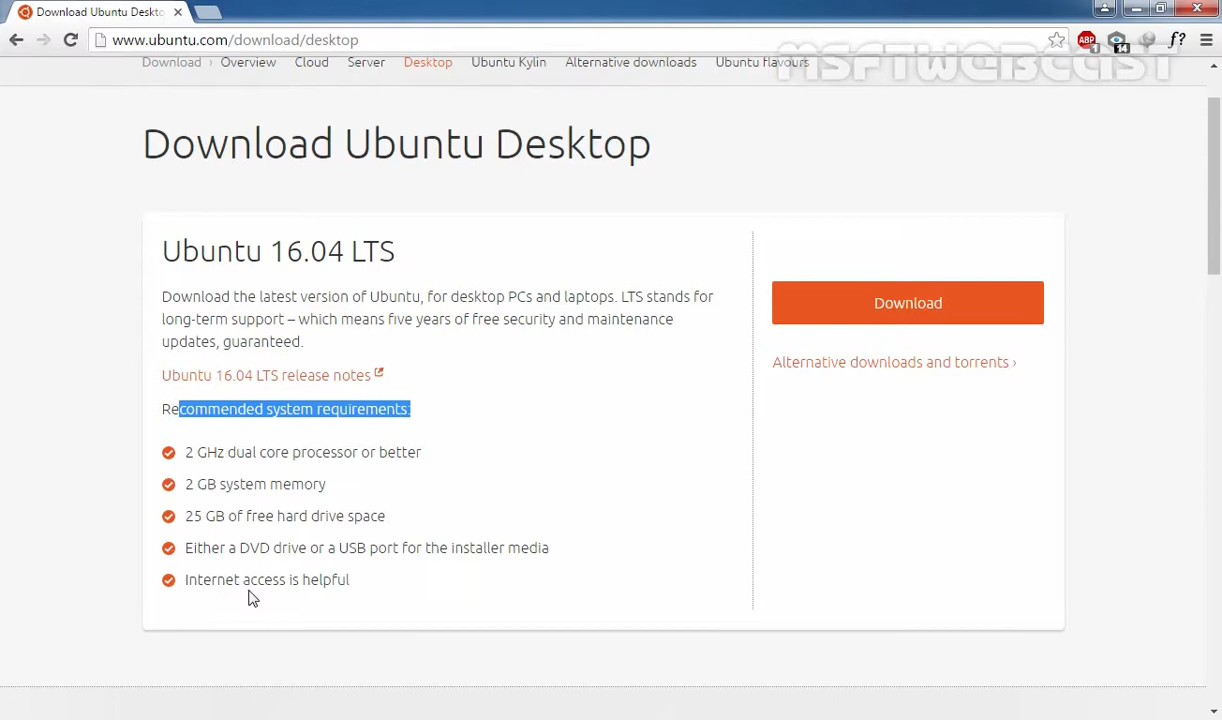 Download Ubuntu Deskto
www.ubuntu.com/download/desktop
ABP
1
14
f?
MSFTWEBCAST
Download › Overview Cloud Server Desktop Ubuntu Kylin Alternative downloads Ubuntu flavours
Download Ubuntu Desktop
Ubuntu 16.04 LTS
Download the latest version of Ubuntu, for desktop PCs and laptops. LTS stands for
long-term support – which means five years of free security and maintenance
updates, guaranteed.
Ubuntu 16.04 LTS release notes
Recommended system requirements:
2 GHz dual core processor or better
2 GB system memory
25 GB of free hard drive space
Either a DVD drive or a USB port for the installer media
Internet access is helpful
Download
Alternative downloads and torrents ›